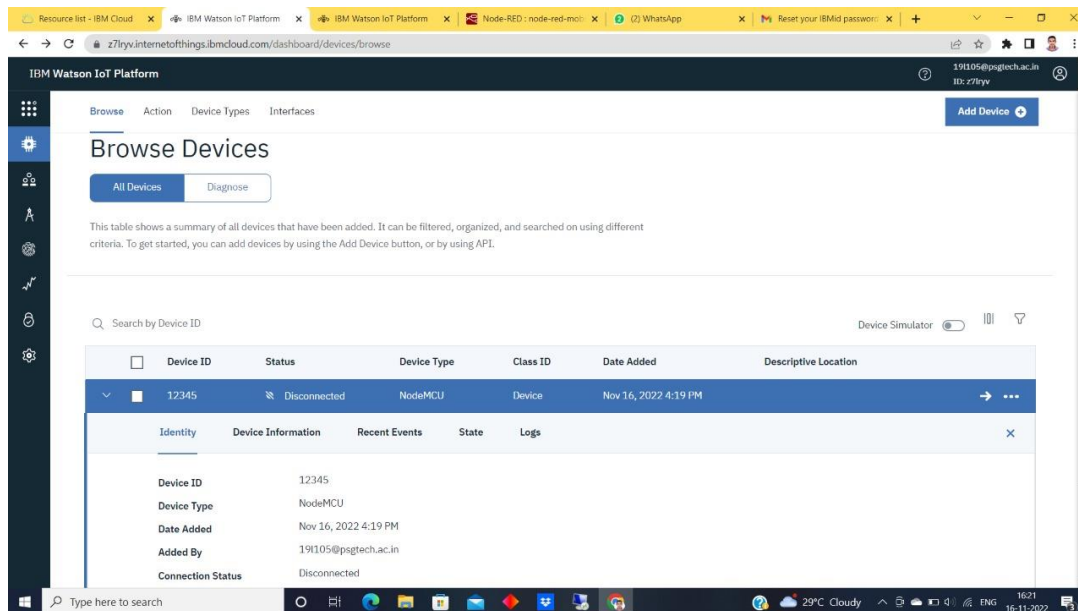 Resource list - IBM Cloud
IBM Watson IoT Platform
IBM Watson IoT Platform
Node-RED : node-red-mob
(2) WhatsApp
Reset your IBMid password
z7lryv.internetofthings.ibmcloud.com/dashboard/devices/browse
IBM Watson IoT Platform
19l105@psgtech.ac.in
ID: z7lryv
Browse Action Device Types Interfaces
Add Device
Browse Devices
All Devices Diagnose
This table shows a summary of all devices that have been added. It can be filtered, organized, and searched on using different
criteria. To get started, you can add devices by using the Add Device button, or by using API.
Search by Device ID
Device Simulator
Device ID Status Device Type Class ID Date Added Descriptive Location
12345 Disconnected NodeMCU Device Nov 16, 2022 4:19 PM
Identity Device Information Recent Events State Logs
Device ID 12345
Device Type NodeMCU
Date Added Nov 16, 2022 4:19 PM
Added By 19l105@psgtech.ac.in
Connection Status Disconnected
Type here to search
29°C Cloudy
ENG
16:21
16-11-2022